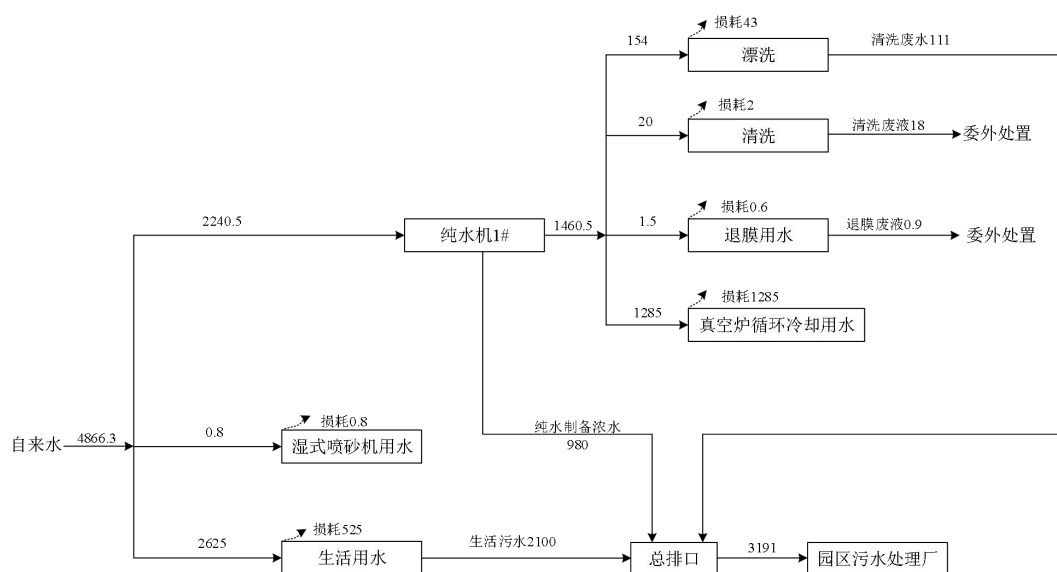 损耗43
154
漂洗
清洗废水111
损耗2
20
清洗
清洗废液18
委外处置
2240.5
纯水机1#
1460.5
损耗0.6
1.5
退膜用水
退膜废液0.9
委外处置
损耗1285
1285
真空炉循环冷却用水
自来水
4866.3
损耗0.8
0.8
湿式喷砂机用水
纯水制备浓水
980
损耗525
2625
生活用水
生活污水2100
总排口
3191
园区污水处理厂